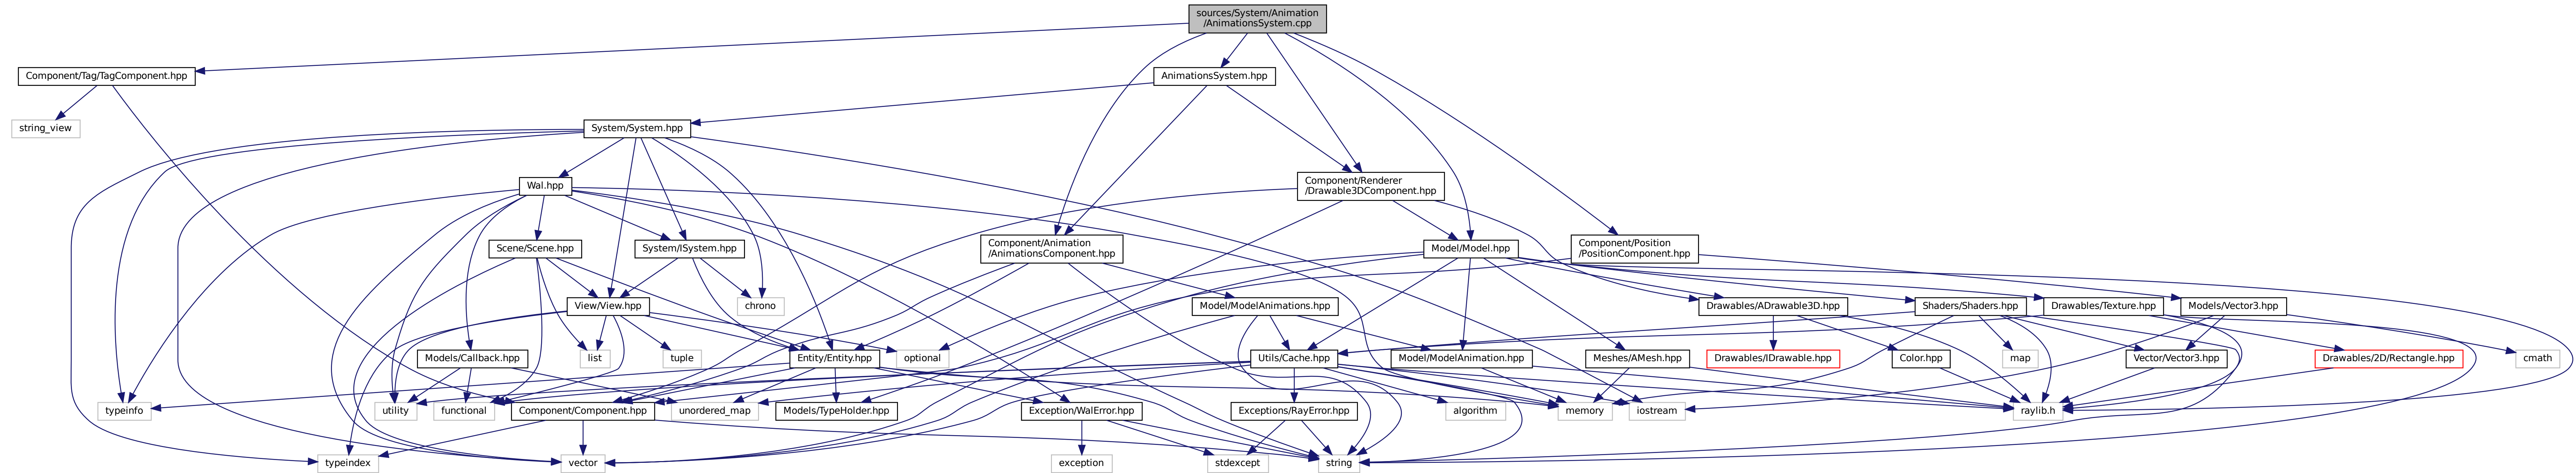 sources/System/Animation
/AnimationsSystem.cpp
Component/Tag/TagComponent.hpp
AnimationsSystem.hpp
string_view
System/System.hpp
Wal.hpp
Component/Renderer
/Drawable3DComponent.hpp
Scene/Scene.hpp
System/ISystem.hpp
Component/Animation
/AnimationsComponent.hpp
Model/Model.hpp
Component/Position
/PositionComponent.hpp
View/View.hpp
chrono
Model/ModelAnimations.hpp
Drawables/ADrawable3D.hpp
Shaders/Shaders.hpp
Drawables/Texture.hpp
Models/Vector3.hpp
Models/Callback.hpp
list
tuple
Entity/Entity.hpp
optional
Utils/Cache.hpp
Model/ModelAnimation.hpp
Meshes/AMesh.hpp
Drawables/IDrawable.hpp
Color.hpp
map
Vector/Vector3.hpp
Drawables/2D/Rectangle.hpp
cmath
typeinfo
utility
functional
Component/Component.hpp
unordered_map
Models/TypeHolder.hpp
Exception/WalError.hpp
Exceptions/RayError.hpp
algorithm
memory
iostream
raylib.h
typeindex
vector
exception
stdexcept
string